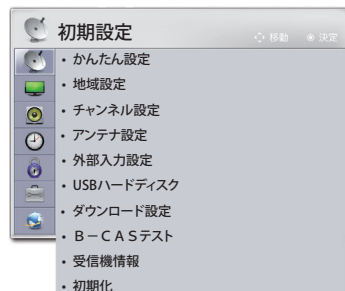 初期設定
移動 決定
・かんたん設定
・地域設定
・チャンネル設定
・アンテナ設定
・外部入力設定
・USBハードディスク
・ダウンロード設定
・Ｂ－ＣＡＳテスト
・受信機情報
・初期化